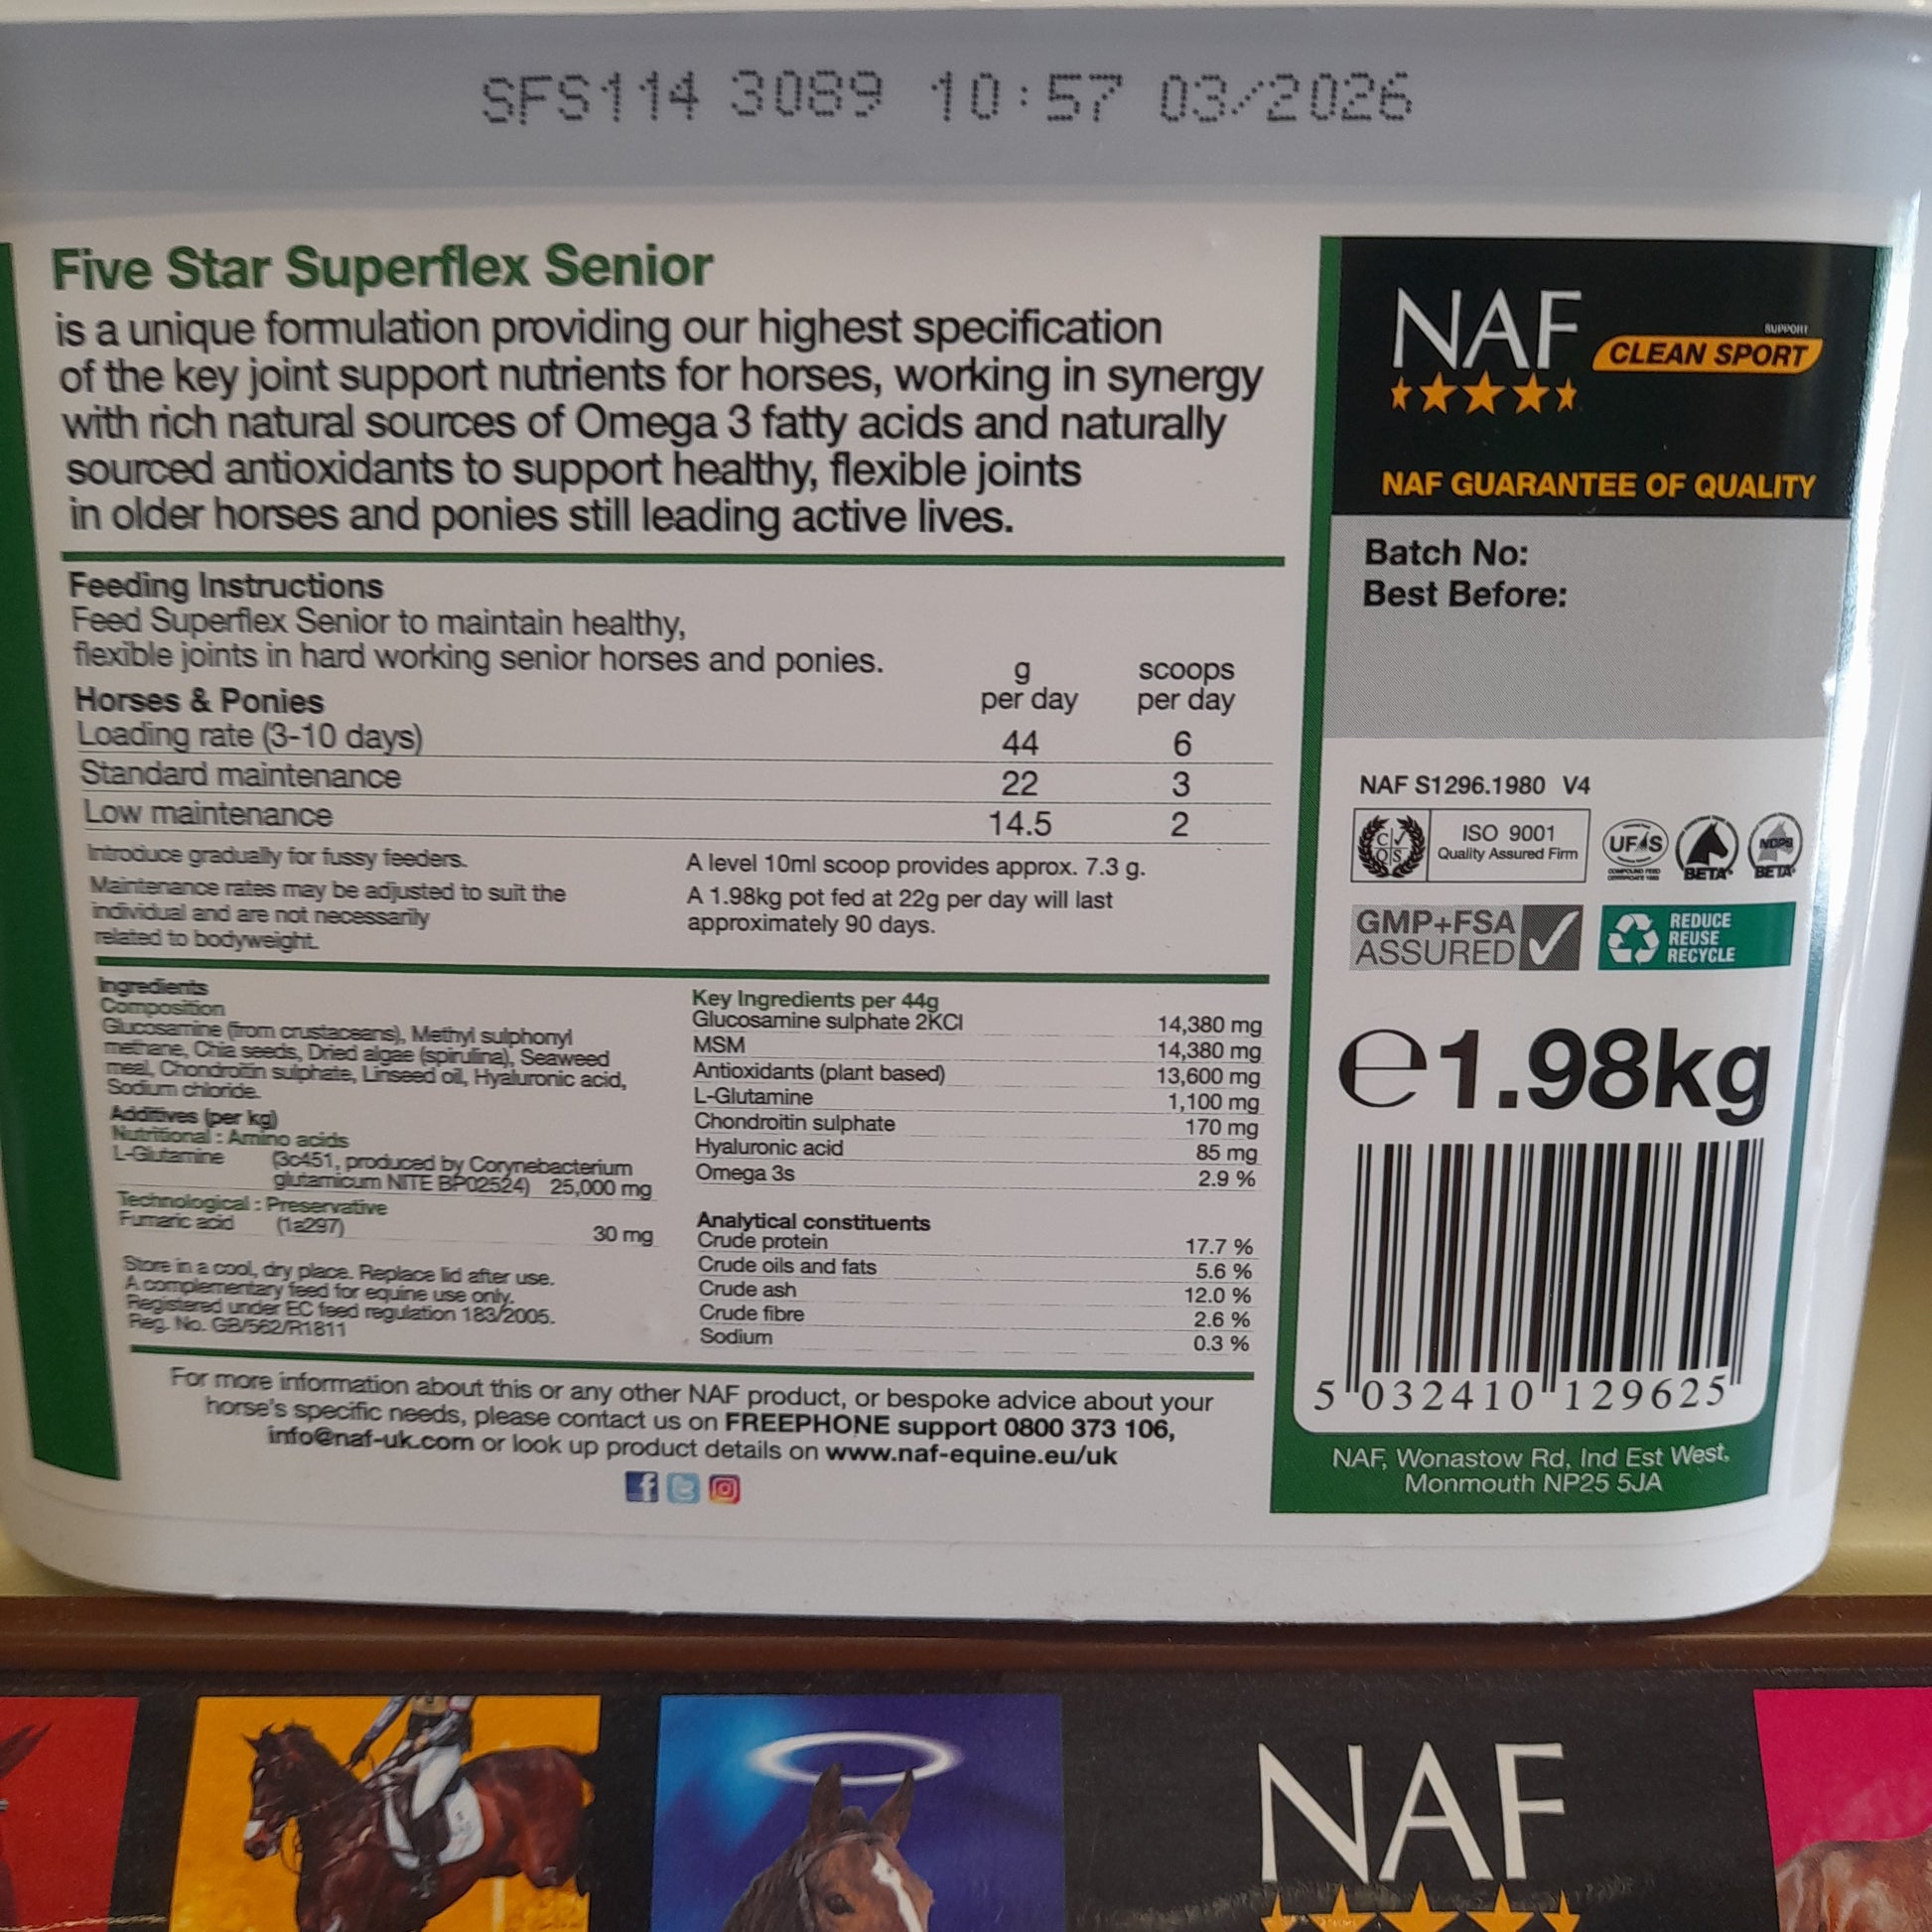 SFS114 3089 10:57 03/2026
Five Star Superflex Senior
is a unique formulation providing our highest specification
of the key joint support nutrients for horses, working in synergy
with rich natural sources of Omega 3 fatty acids and naturally
sourced antioxidants to support healthy, flexible joints
in older horses and ponies still leading active lives.
Feeding Instructions
Feed Superflex Senior to maintain healthy,
flexible joints in hard working senior horses and ponies.
g per day scoops per day
Horses & Ponies
Loading rate (3-10 days) 44 6
Standard maintenance 22 3
Low maintenance 14.5 2
Introduce gradually for fussy feeders.
Maintenance rates may be adjusted to suit the
individual and are not necessarily
related to bodyweight.
A level 10ml scoop provides approx. 7.3 g.
A 1.98kg pot fed at 22g per day will last
approximately 90 days.
Ingredients
Composition
Glucosamine (from crustaceans), Methyl sulphonyl
methane, Chia seeds, Dried algae (spirulina), Seaweed
meal, Chondroitin sulphate, Linseed oil, Hyaluronic acid,
Sodium chloride.
Additives (per kg)
Nutritional : Amino acids
L-Glutamine (3c451, produced by Corynebacterium
glutamicum NITE BP02524) 25,000 mg
Technological : Preservative
Fumaric acid (1a297) 30 mg
Store in a cool, dry place. Replace lid after use.
A complementary feed for equine use only.
Registered under EC feed regulation 183/2005.
Reg. No. GB/562/R1811
Key Ingredients per 44g
Glucosamine sulphate 2KCl 14,380 mg
MSM 14,380 mg
Antioxidants (plant based) 13,600 mg
L-Glutamine 1,100 mg
Chondroitin sulphate 170 mg
Hyaluronic acid 85 mg
Omega 3s 2.9 %
Analytical constituents
Crude protein 17.7 %
Crude oils and fats 5.6 %
Crude ash 12.0 %
Crude fibre 2.6 %
Sodium 0.3 %
For more information about this or any other NAF product, or bespoke advice about your
horse's specific needs, please contact us on FREEPHONE support 0800 373 106,
info@naf-uk.com or look up product details on www.naf-equine.eu/uk
NAF
SUPPORT
CLEAN SPORT
NAF GUARANTEE OF QUALITY
Batch No:
Best Before:
NAF S1296.1980 V4
C Q S
ISO 9001
Quality Assured Firm
UFAS
BETA
NOPS
BETA
GMP+FSA
ASSURED
REDUCE
REUSE
RECYCLE
e1.98kg
5 032410 129625
NAF, Wonastow Rd, Ind Est West,
Monmouth NP25 5JA
NAF